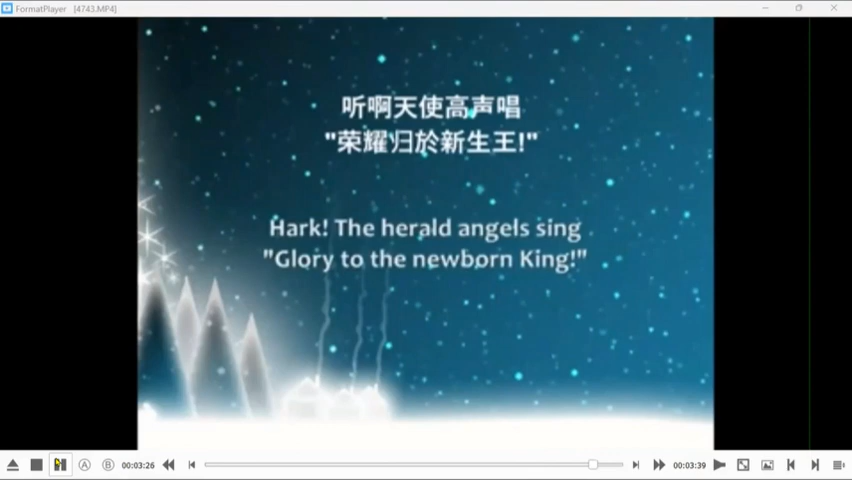 FormatPlayer [4743.MP4]
听啊天使高声唱
"荣耀归於新生王!"
Hark! The herald angels sing
"Glory to the newborn King!"
A B 00:03:26 00:03:39